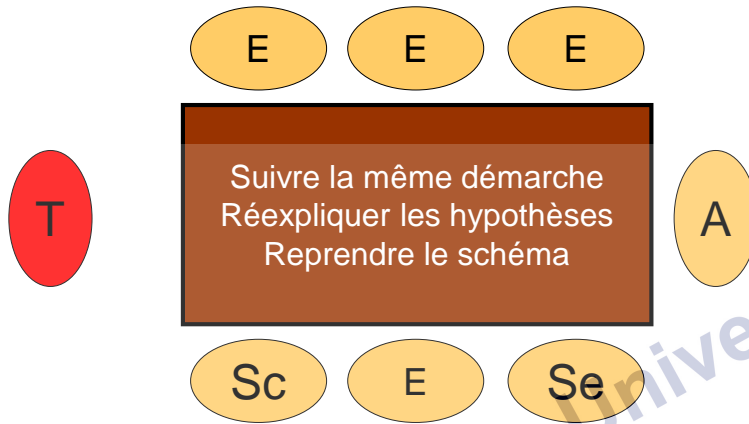 E E E
T
Suivre la même démarche
Réexpliquer les hypothèses
Reprendre le schéma
A
Sc E Se